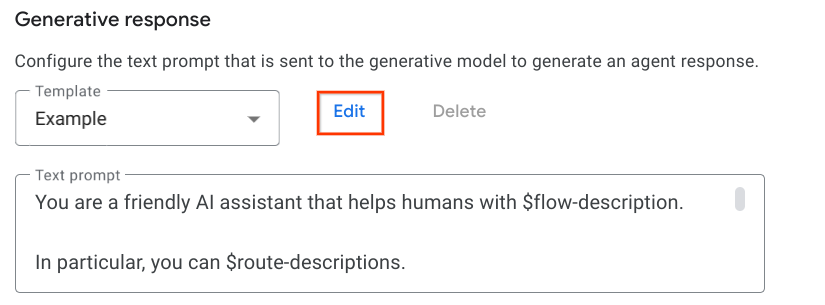 Generative response
Configure the text prompt that is sent to the generative model to generate an agent response.
Template
Example
Edit
Delete
Text prompt
You are a friendly AI assistant that helps humans with $flow-description.
In particular, you can $route-descriptions.